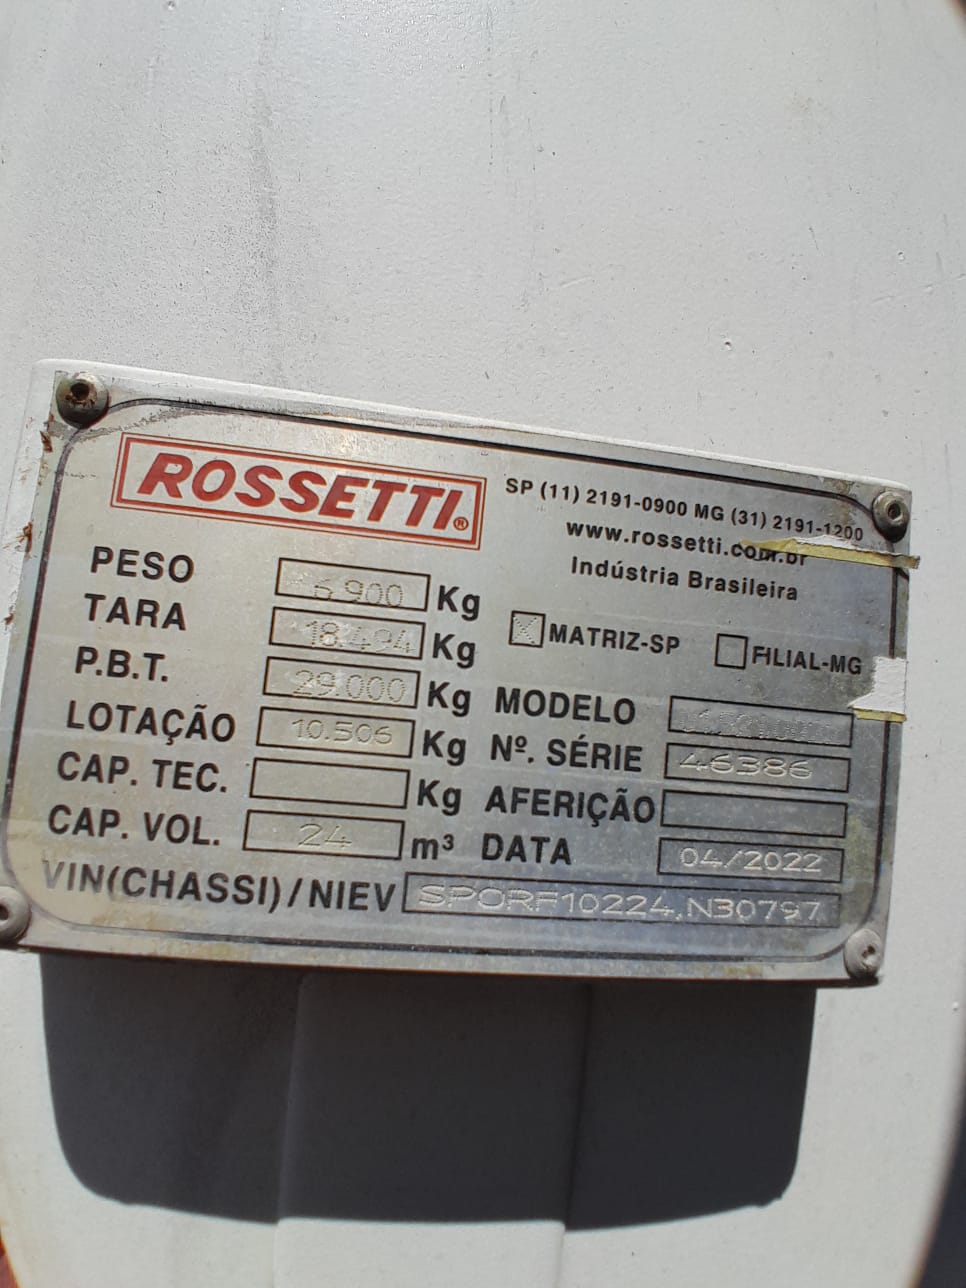 ROSSETTI®
SP (11) 2191-0900 MG (31) 2191-1200
www.rossetti.com.br
Indústria Brasileira
MATRIZ-SP FILIAL-MG
PESO 6.900 Kg
TARA 18.494 Kg
P.B.T. 29.000 Kg
LOTAÇÃO 10.506 Kg
CAP. TEC. Kg
CAP. VOL. 24 m³
MODELO
Nº. SÉRIE 46386
AFERIÇÃO
DATA 04/2022
VIN(CHASSI)/NIEV SPORF10224,N30797